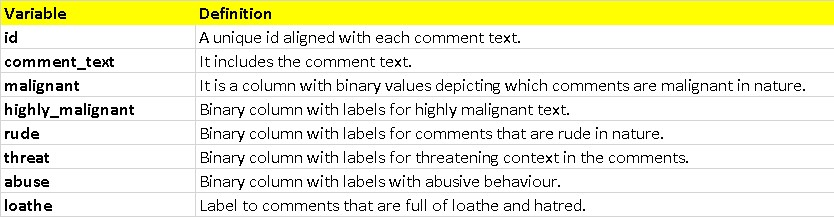 Variable Definition
id A unique id aligned with each comment text.
comment_text It includes the comment text.
malignant It is a column with binary values depicting which comments are malignant in nature.
highly_malignant Binary column with labels for highly malignant text.
rude Binary column with labels for comments that are rude in nature.
threat Binary column with labels for threatening context in the comments.
abuse Binary column with labels with abusive behaviour.
loathe Label to comments that are full of loathe and hatred.